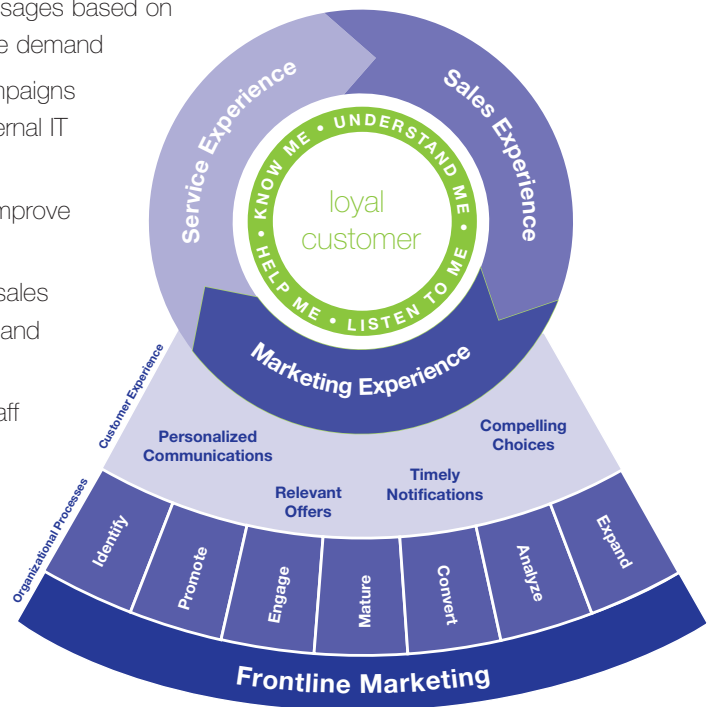 sages based on
e demand
npaigns
ernal IT
mprove
sales
and
aff
Service Experience
Sales Experience
• KNOW ME • UNDERSTAND ME • LISTEN TO ME • HELP ME
loyal
customer
Marketing Experience
Customer Experience
Personalized
Communications
Relevant
Offers
Timely
Notifications
Compelling
Choices
Organizational Processes
Identify
Promote
Engage
Mature
Convert
Analyze
Expand
Frontline Marketing